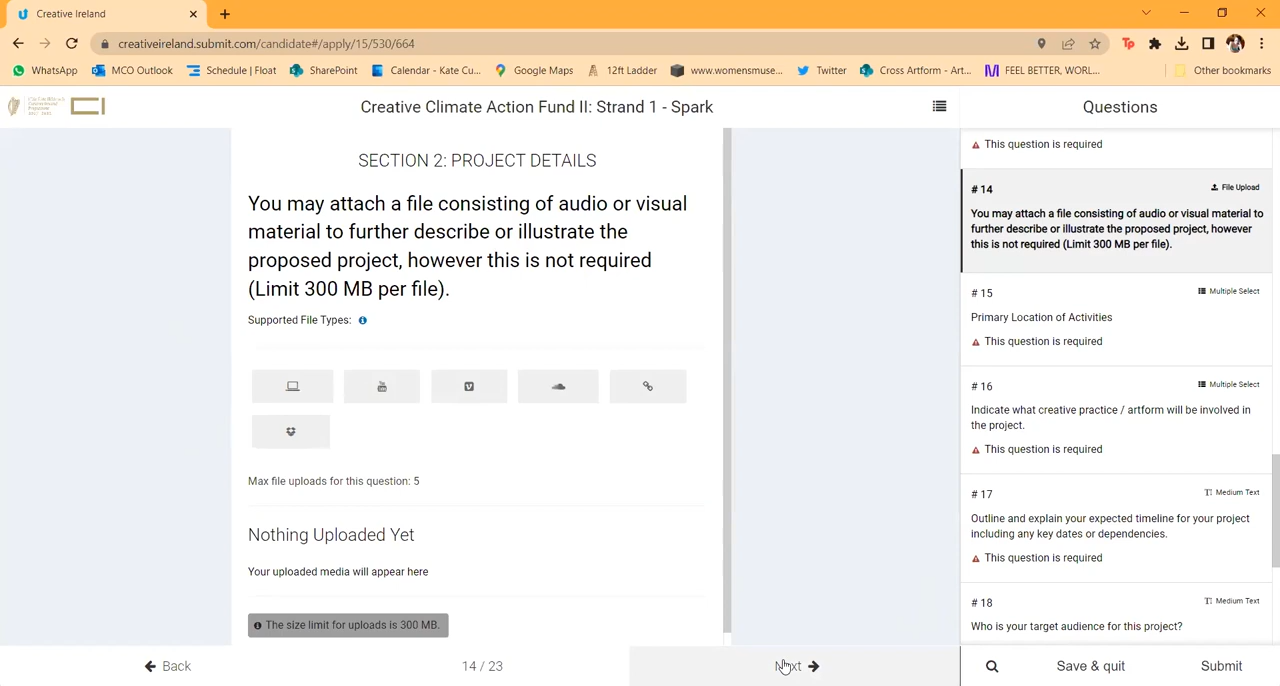 Creative Ireland
creativeireland.submit.com/candidate#/apply/15/530/664
WhatsApp
MCO Outlook
Schedule | Float
SharePoint
Calendar - Kate Cu...
Google Maps
12ft Ladder
www.womensmuse...
Twitter
Cross Artform - Art...
FEEL BETTER, WORL...
Other bookmarks
Creative Climate Action Fund II: Strand 1 - Spark
Questions
SECTION 2: PROJECT DETAILS
You may attach a file consisting of audio or visual
material to further describe or illustrate the
proposed project, however this is not required
(Limit 300 MB per file).
Supported File Types:
Max file uploads for this question: 5
Nothing Uploaded Yet
Your uploaded media will appear here
The size limit for uploads is 300 MB.
Back
14 / 23
Next
This question is required
# 14
File Upload
You may attach a file consisting of audio or visual material to
further describe or illustrate the proposed project, however
this is not required (Limit 300 MB per file).
# 15
Multiple Select
Primary Location of Activities
This question is required
# 16
Multiple Select
Indicate what creative practice / artform will be involved in
the project.
This question is required
# 17
Medium Text
Outline and explain your expected timeline for your project
including any key dates or dependencies.
This question is required
# 18
Medium Text
Who is your target audience for this project?
Save & quit
Submit